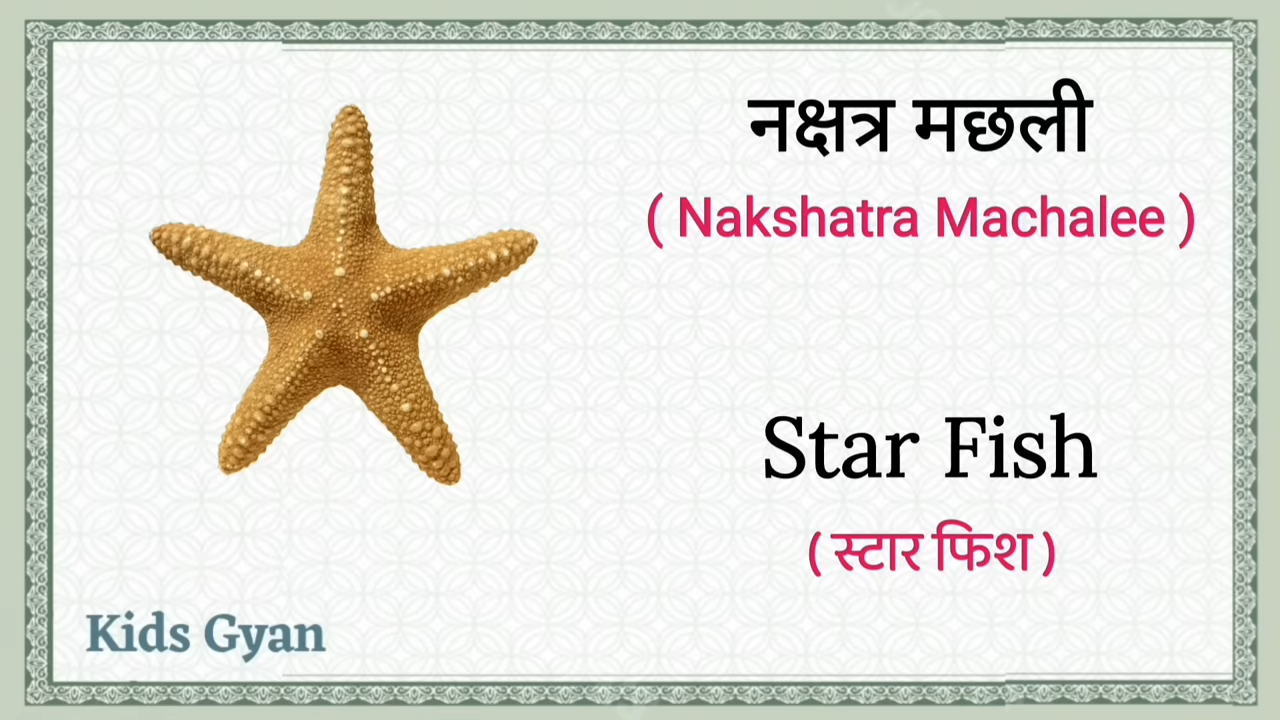 नक्षत्र मछली
( Nakshatra Machalee )
Star Fish
( स्टार फिश )
Kids Gyan